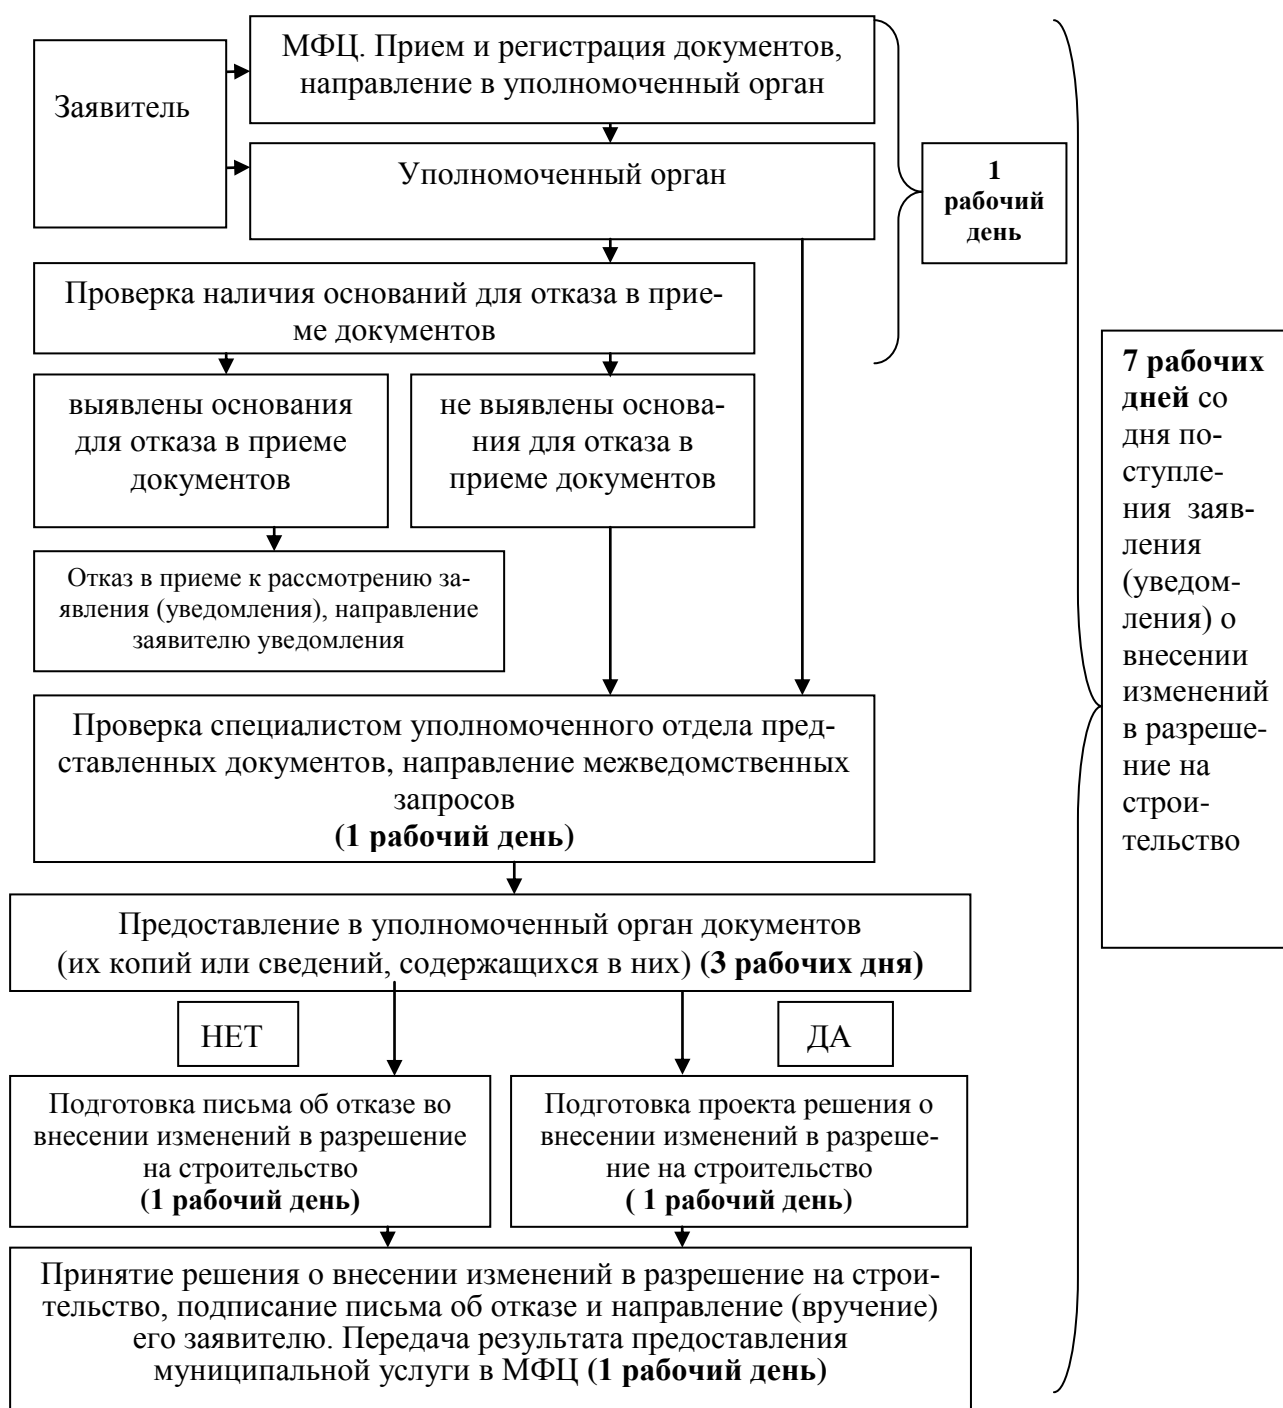 МФЦ. Прием и регистрация документов,
направление в уполномоченный орган
Заявитель
Уполномоченный орган
1
рабочий
день
Проверка наличия оснований для отказа в прие-
ме документов
выявлены основания
для отказа в приеме
документов
не выявлены основа-
ния для отказа в
приеме документов
Отказ в приеме к рассмотрению за-
явления (уведомления), направление
заявителю уведомления
7 рабочих
дней со
дня по-
ступле-
ния заяв-
ления
(уведом-
ления) о
внесении
изменений
в разреше-
ние на
строи-
тельство
Проверка специалистом уполномоченного отдела пред-
ставленных документов, направление межведомственных
запросов
(1 рабочий день)
Предоставление в уполномоченный орган документов
(их копий или сведений, содержащихся в них) (3 рабочих дня)
НЕТ
ДА
Подготовка письма об отказе во
внесении изменений в разрешение
на строительство
(1 рабочий день)
Подготовка проекта решения о
внесении изменений в разреше-
ние на строительство
( 1 рабочий день)
Принятие решения о внесении изменений в разрешение на строи-
тельство, подписание письма об отказе и направление (вручение)
его заявителю. Передача результата предоставления
муниципальной услуги в МФЦ (1 рабочий день)